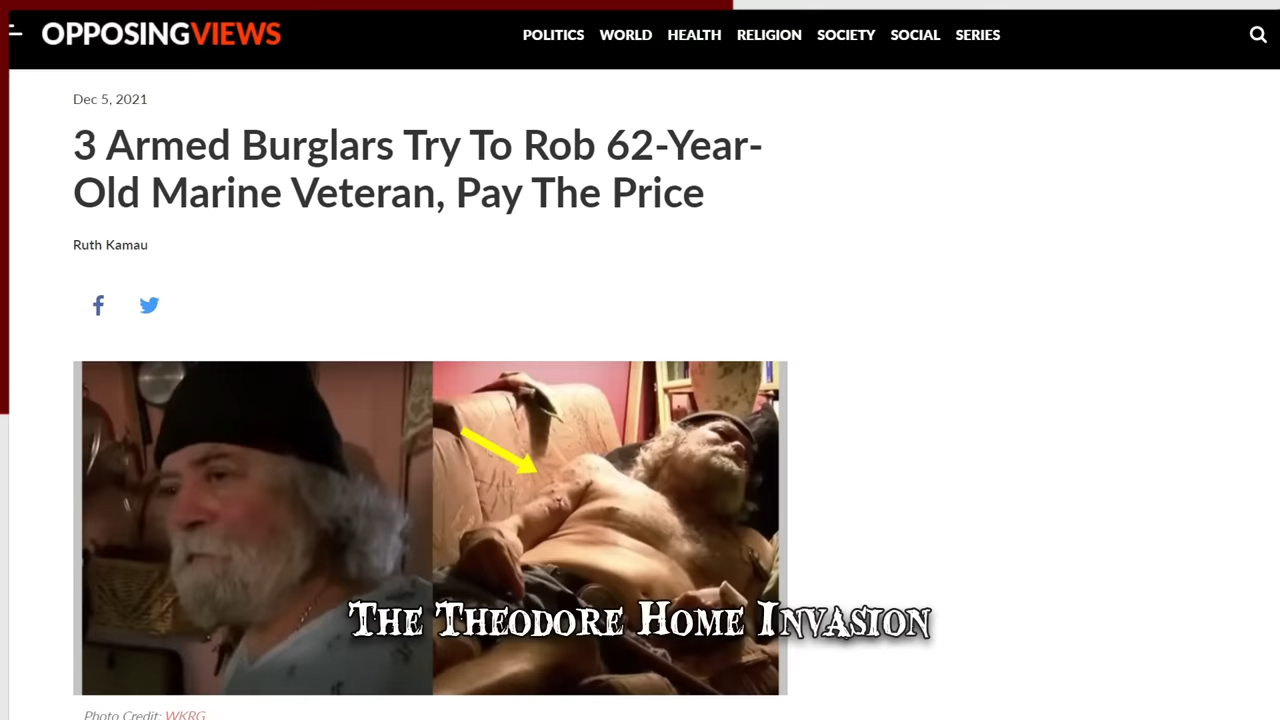 OPPOSINGVIEWS
POLITICS WORLD HEALTH RELIGION SOCIETY SOCIAL SERIES
Dec 5, 2021
3 Armed Burglars Try To Rob 62-Year-
Old Marine Veteran, Pay The Price
Ruth Kamau
The Theodore Home Invasion
Photo Credit: WKRG